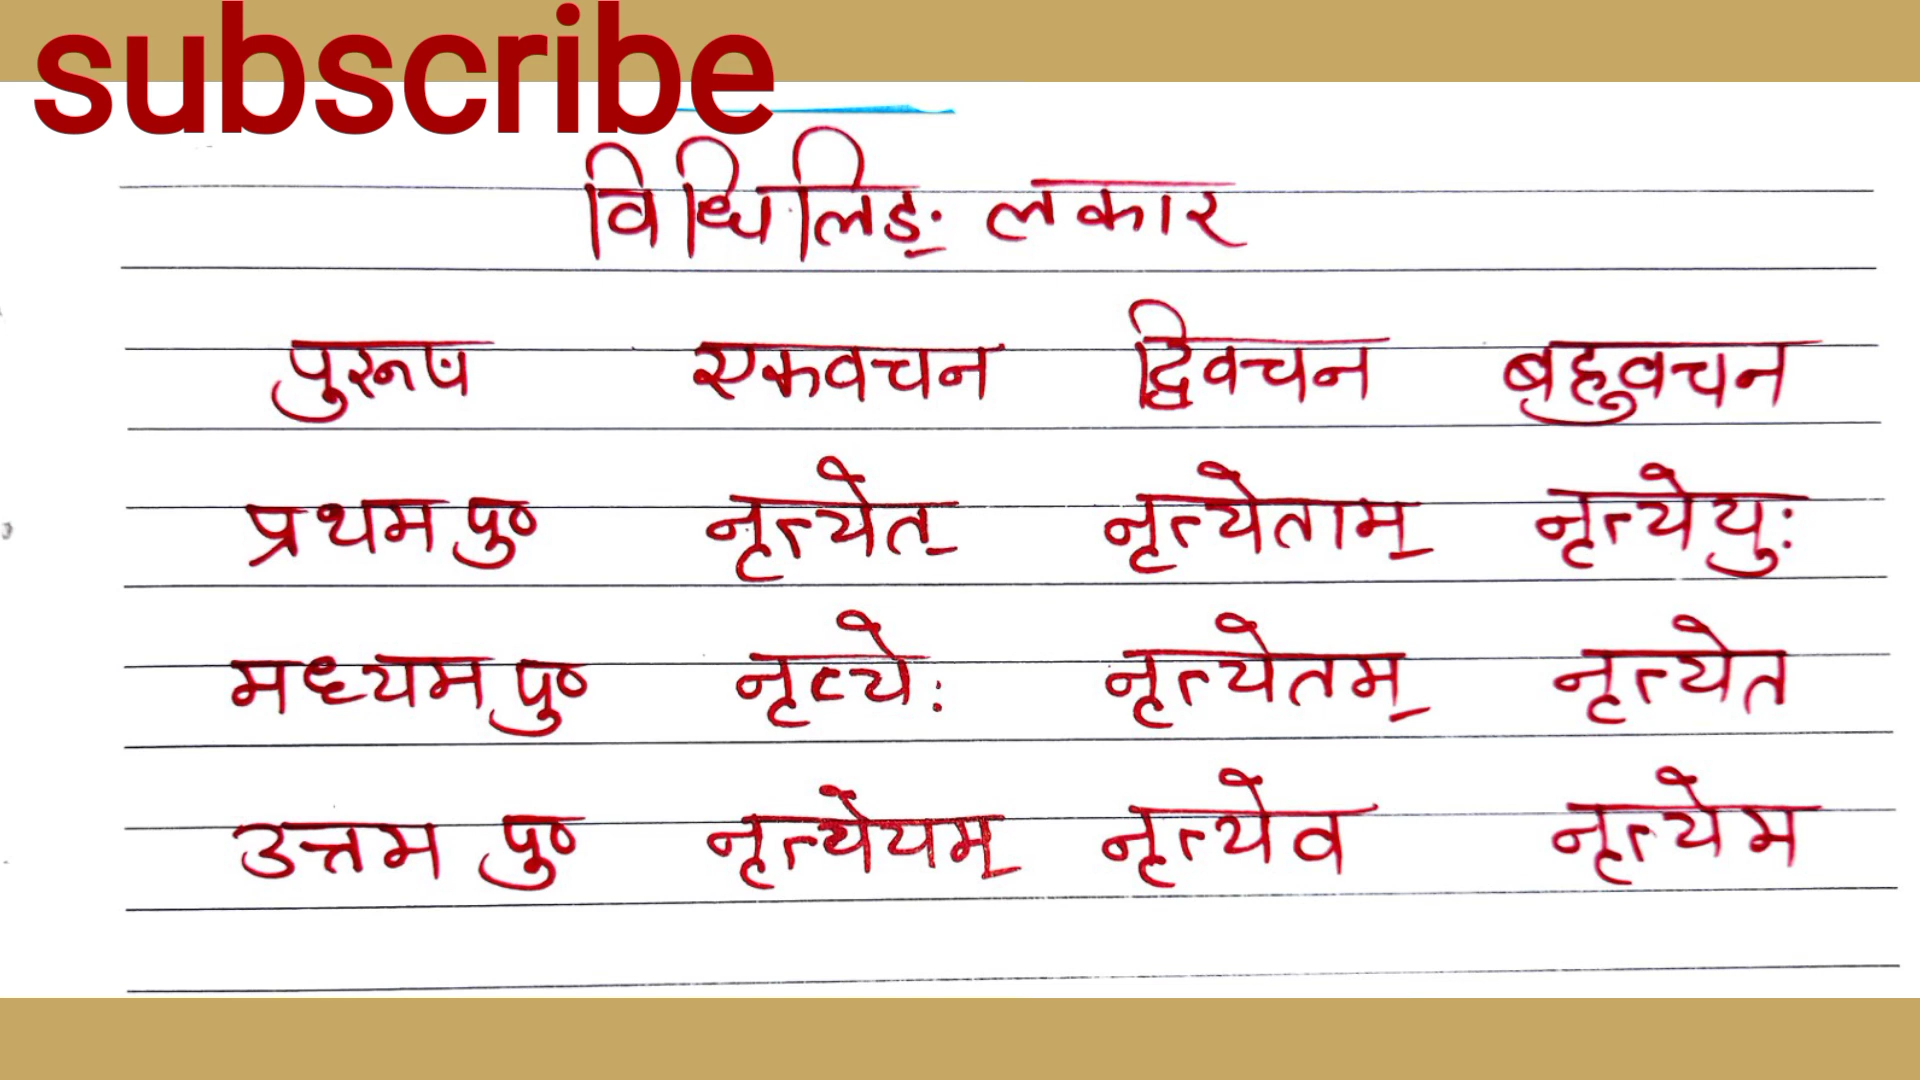 subscribe
विधिलिङ् लकार
पुरूष एकवचन द्विवचन बहुवचन
प्रथम पु० नृत्येत् नृत्येताम् नृत्येयुः
मध्यम पु० नृत्येः नृत्येतम् नृत्येत
उत्तम पु० नृत्येयम् नृत्येव नृत्येम